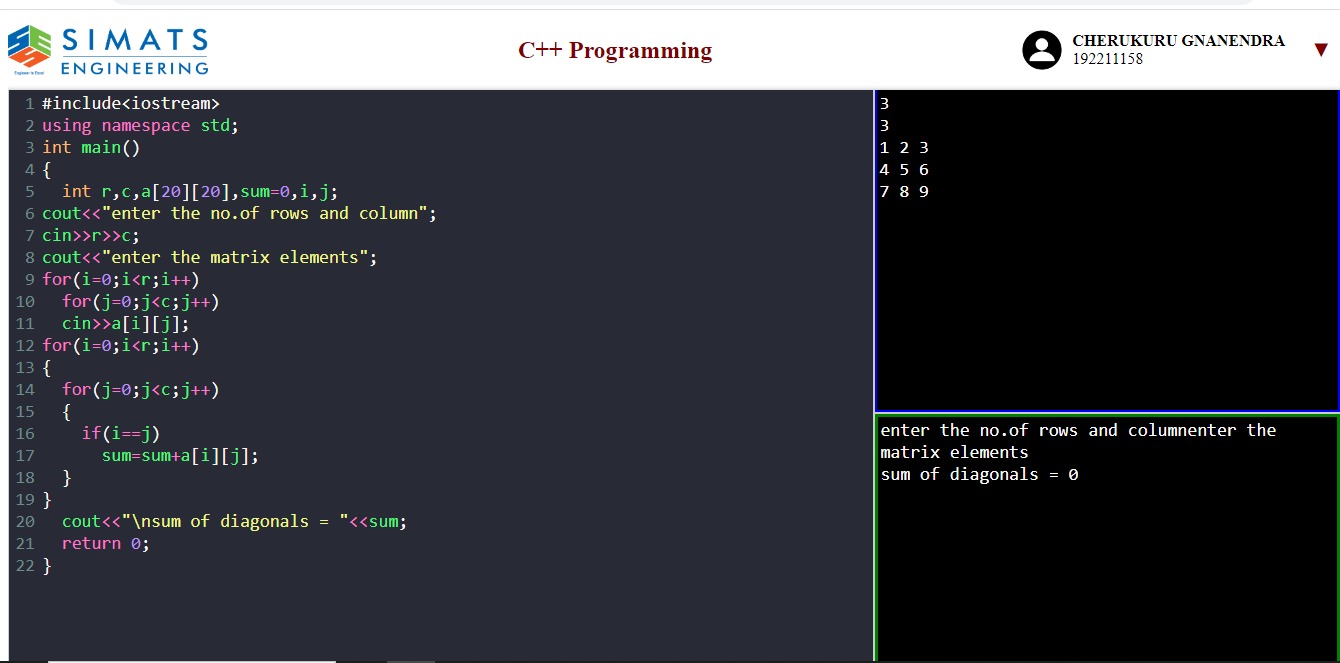 SIMATS
ENGINEERING
Engineer to Excel
C++ Programming
CHERUKURU GNANENDRA
192211158
▼
1 #include<iostream>
2 using namespace std;
3 int main()
4 {
5   int r,c,a[20][20],sum=0,i,j;
6 cout<<"enter the no.of rows and column";
7 cin>>r>>c;
8 cout<<"enter the matrix elements";
9 for(i=0;i<r;i++)
10   for(j=0;j<c;j++)
11   cin>>a[i][j];
12 for(i=0;i<r;i++)
13 {
14   for(j=0;j<c;j++)
15   {
16     if(i==j)
17       sum=sum+a[i][j];
18   }
19 }
20   cout<<"\nsum of diagonals = "<<sum;
21   return 0;
22 }
3
3
1 2 3
4 5 6
7 8 9
enter the no.of rows and columnenter the
matrix elements
sum of diagonals = 0